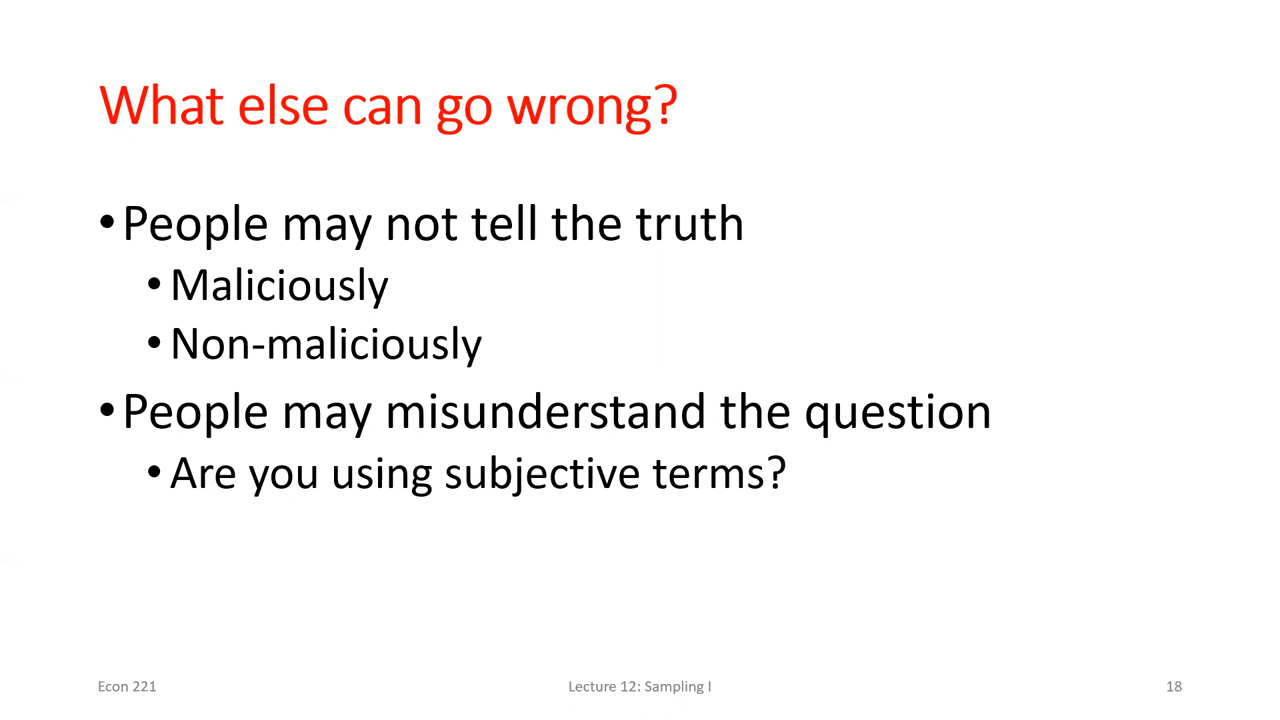 What else can go wrong?
•People may not tell the truth
•Maliciously
•Non-maliciously
•People may misunderstand the question
•Are you using subjective terms?
Econ 221
Lecture 12: Sampling I
18